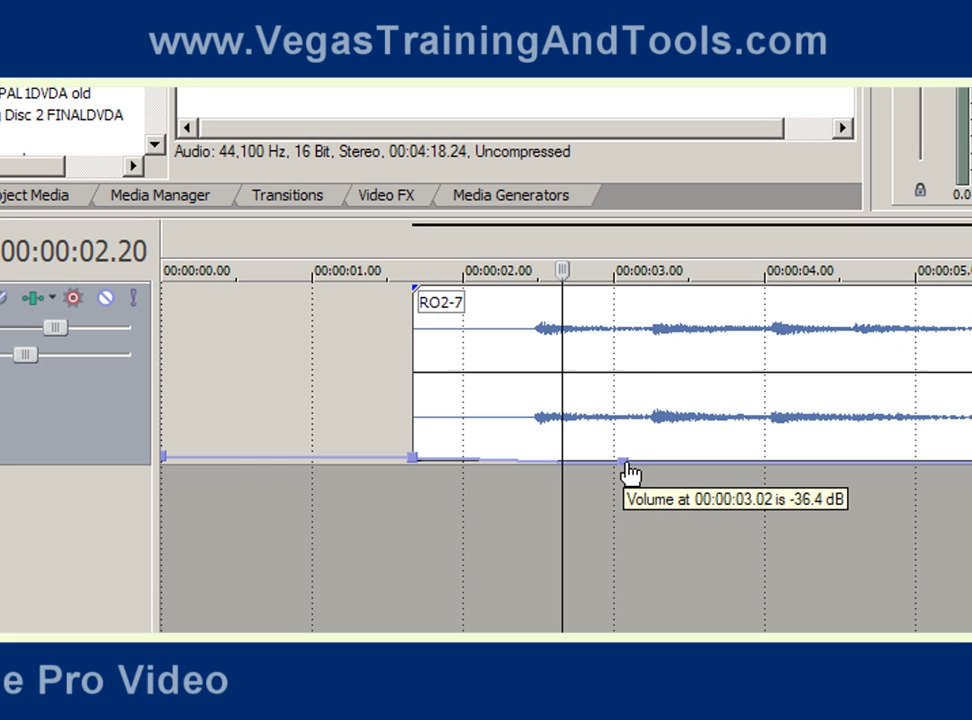 www.VegasTrainingAndTools.com
PAL 1DVDA old
Disc 2 FINALDVDA
Audio: 44,100 Hz, 16 Bit, Stereo, 00:04:18.24, Uncompressed
ject Media
Media Manager
Transitions
Video FX
Media Generators
0.0
00:00:02.20
00:00:00.00
00:00:01.00
00:00:02.00
00:00:03.00
00:00:04.00
00:00:05.
RO2-7
Volume at 00:00:03.02 is -36.4 dB
e Pro Video